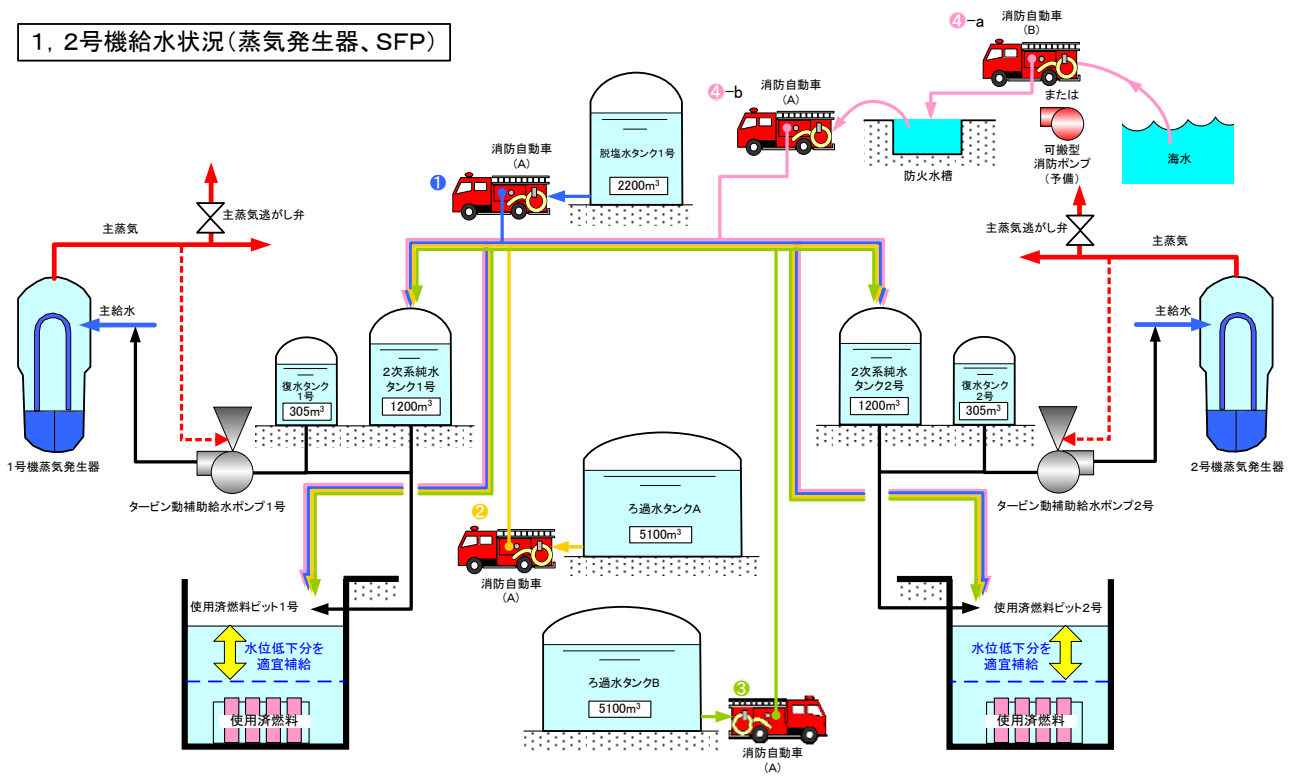 1，2号機給水状況（蒸気発生器、SFP）
❹-a
消防自動車
(B)
または
可搬型
消防ポンプ
(予備)
海水
❹-b
消防自動車
(A)
防火水槽
❶
消防自動車
(A)
脱塩水タンク1号
2200m³
主蒸気逃がし弁
主蒸気
主給水
1号機蒸気発生器
復水タンク
1号
305m³
2次系純水
タンク1号
1200m³
タービン動補助給水ポンプ1号
主蒸気逃がし弁
主蒸気
主給水
2号機蒸気発生器
2次系純水
タンク2号
1200m³
復水タンク
2号
305m³
タービン動補助給水ポンプ2号
❷
消防自動車
(A)
ろ過水タンクA
5100m³
ろ過水タンクB
5100m³
❸
消防自動車
(A)
使用済燃料ピット1号
水位低下分を
適宜補給
使用済燃料
使用済燃料ピット2号
水位低下分を
適宜補給
使用済燃料